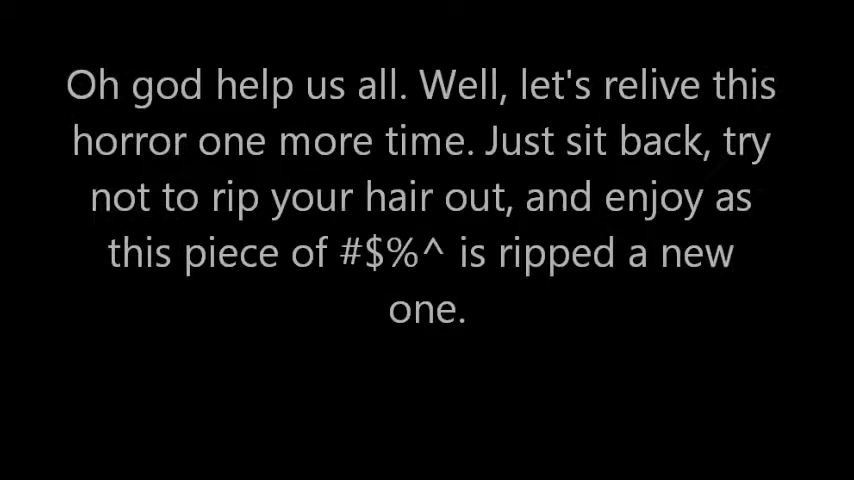 Oh god help us all. Well, let's relive this
horror one more time. Just sit back, try
not to rip your hair out, and enjoy as
this piece of #$%^ is ripped a new
one.